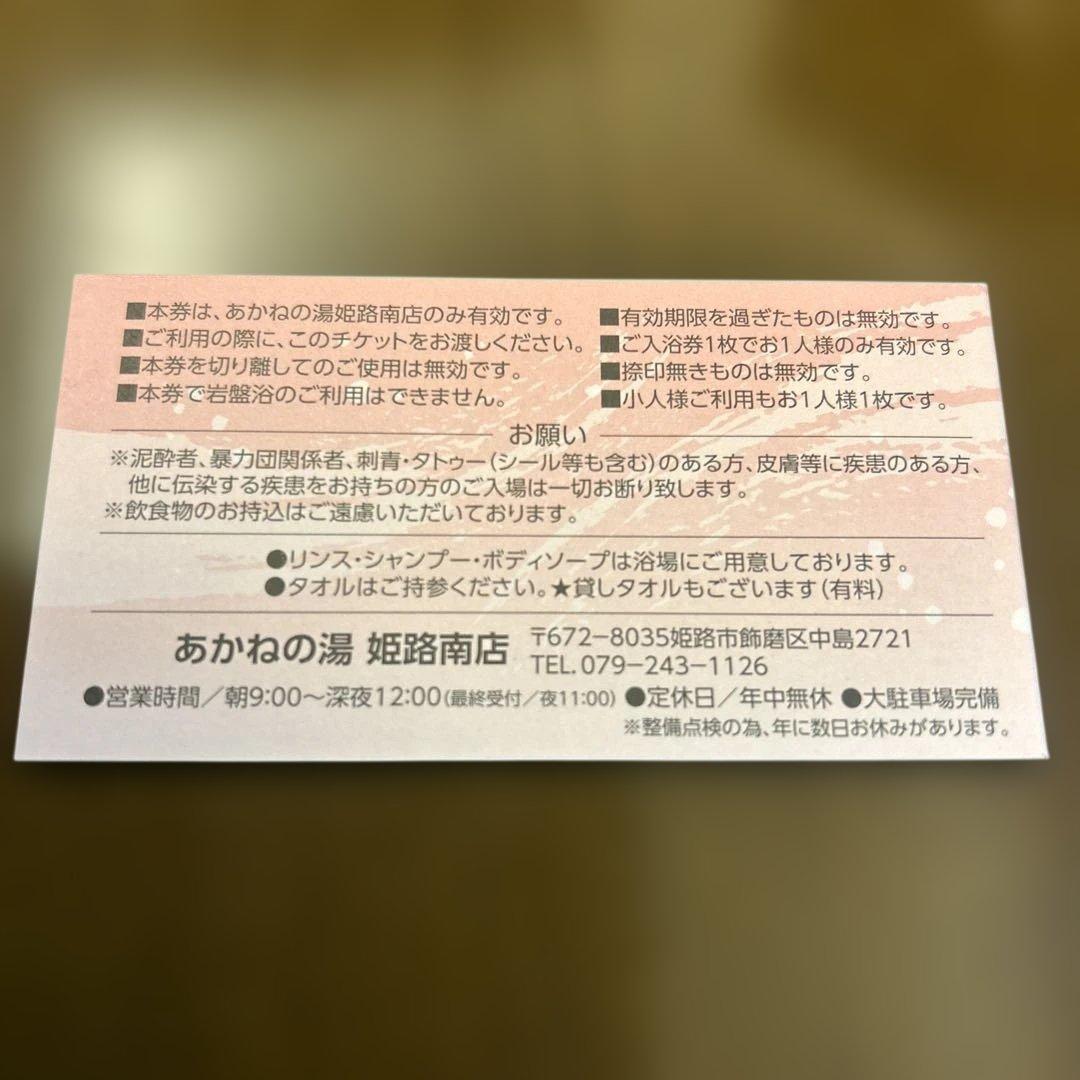 ■本券は、あかねの湯姫路南店のみ有効です。
■ご利用の際に、このチケットをお渡しください。
■本券を切り離してのご使用は無効です。
■本券で岩盤浴のご利用はできません。
■有効期限を過ぎたものは無効です。
■ご入浴券1枚でお1人様のみ有効です。
■捺印無きものは無効です。
■小人様ご利用もお1人様1枚です。
お願い
※泥酔者、暴力団関係者、刺青・タトゥー(シール等も含む)のある方、皮膚等に疾患のある方、
他に伝染する疾患をお持ちの方のご入場は一切お断り致します。
※飲食物のお持込はご遠慮いただいております。
●リンス・シャンプー・ボディソープは浴場にご用意しております。
●タオルはご持参ください。★貸しタオルもございます(有料)
あかねの湯 姫路南店
〒672-8035姫路市飾磨区中島2721
TEL.079-243-1126
●営業時間/朝9:00~深夜12:00(最終受付/夜11:00) ●定休日/年中無休 ●大駐車場完備
※整備点検の為、年に数日お休みがあります。